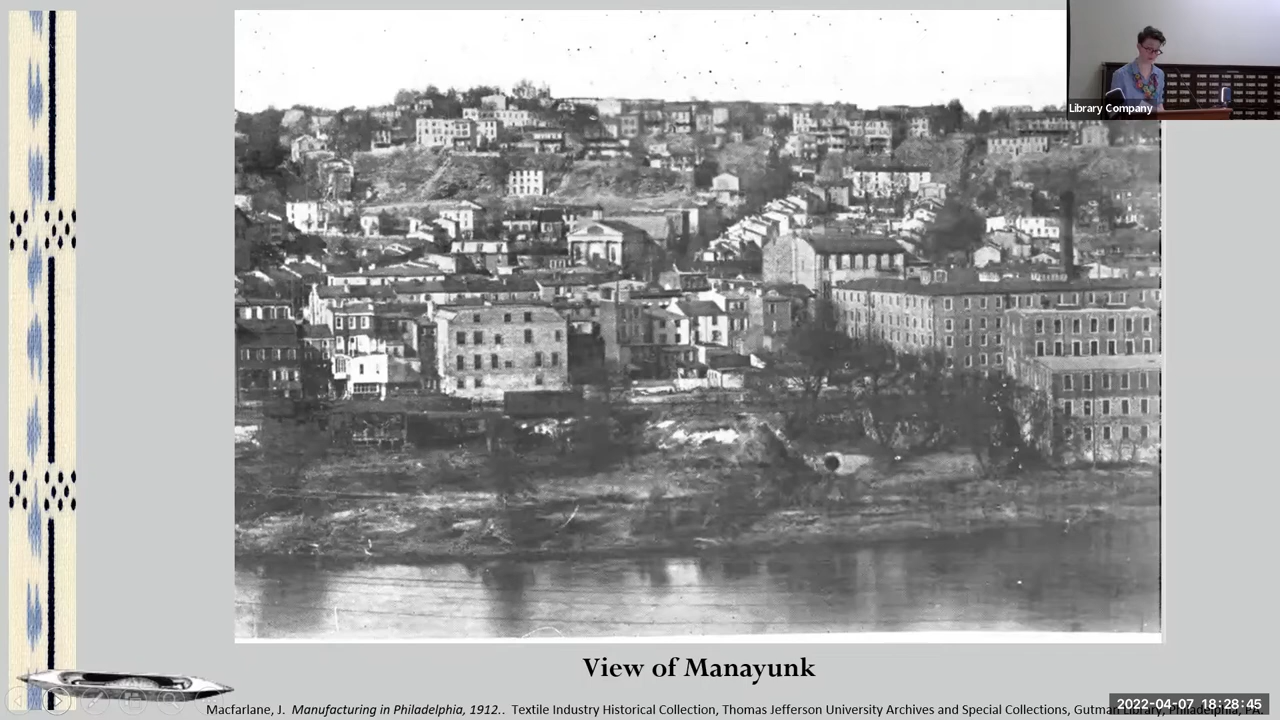 Library Company
View of Manayunk
2022-04-07 18:28:45
Macfarlane, J. Manufacturing in Philadelphia, 1912.. Textile Industry Historical Collection, Thomas Jefferson University Archives and Special Collections, Gutman Library, Philadelphia, PA.